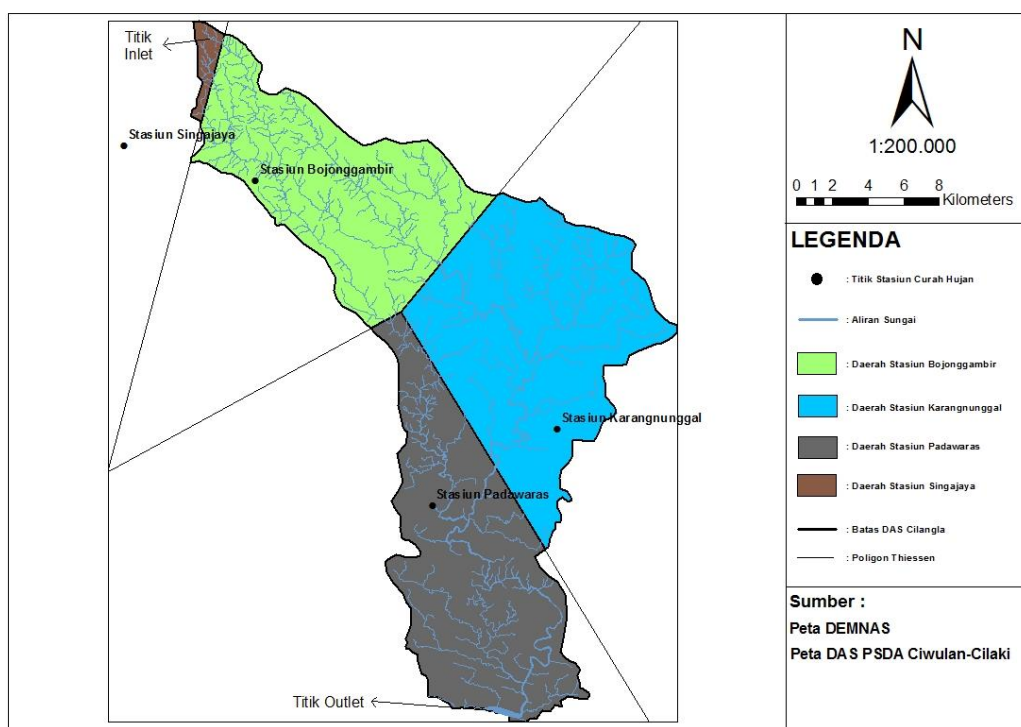 Titik
Inlet
Stasiun Singajaya
Stasiun Bojonggambir
Stasiun Karangnunggal
Stasiun Padawaras
Titik Outlet
N
1:200.000
0 1 2 4 6 8
Kilometers
LEGENDA
: Titik Stasiun Curah Hujan
: Aliran Sungai
: Daerah Stasiun Bojonggambir
: Daerah Stasiun Karangnunggal
: Daerah Stasiun Padawaras
: Daerah Stasiun Singajaya
: Batas DAS Cilangla
: Poligon Thiessen
Sumber :
Peta DEMNAS
Peta DAS PSDA Ciwulan-Cilaki